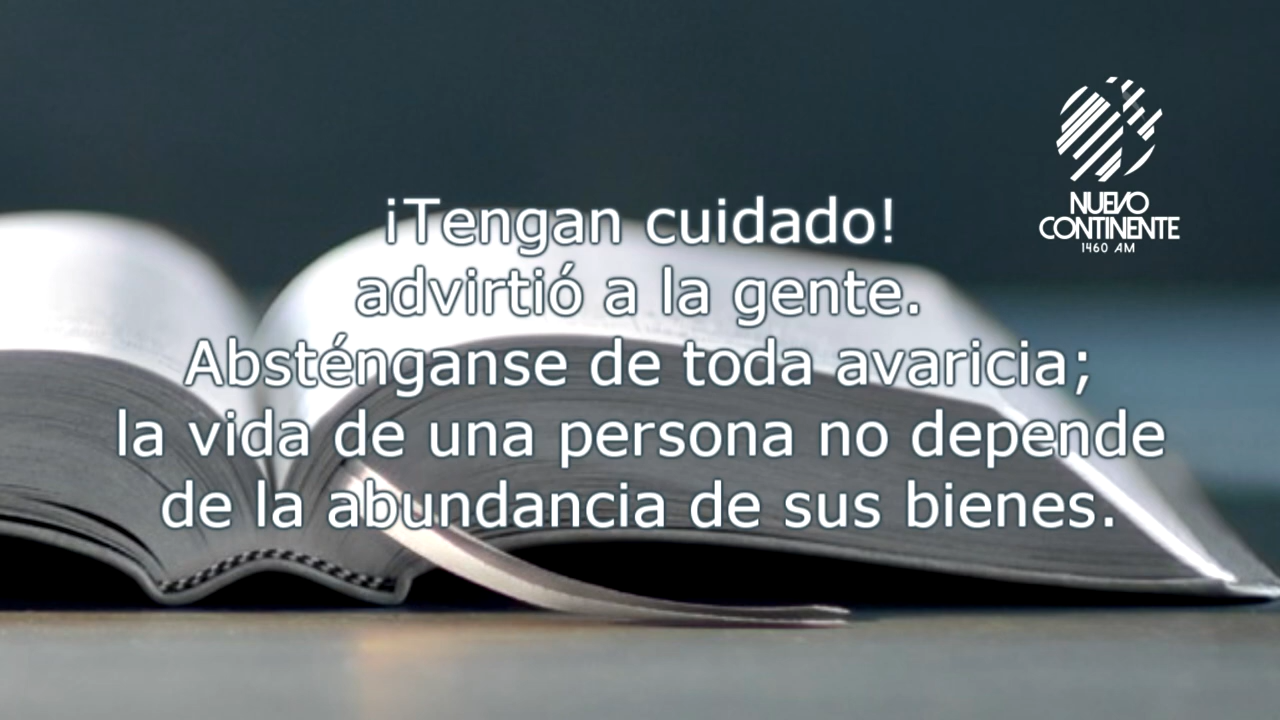 ¡Tengan cuidado!
advirtió a la gente.
Absténganse de toda avaricia;
la vida de una persona no depende
de la abundancia de sus bienes.
NUEVO
CONTINENTE
1460 AM